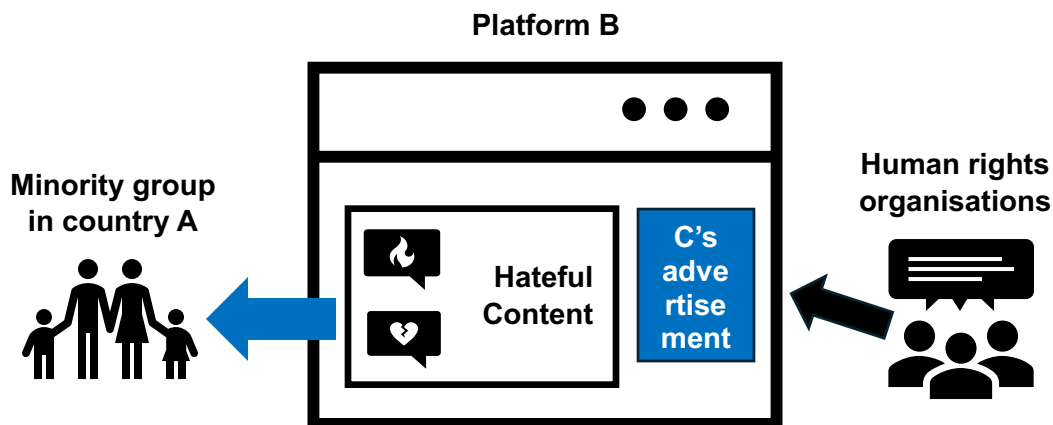 Platform B
Minority group
in country A
Hateful
Content
C's
adve
rtise
ment
Human rights
organisations